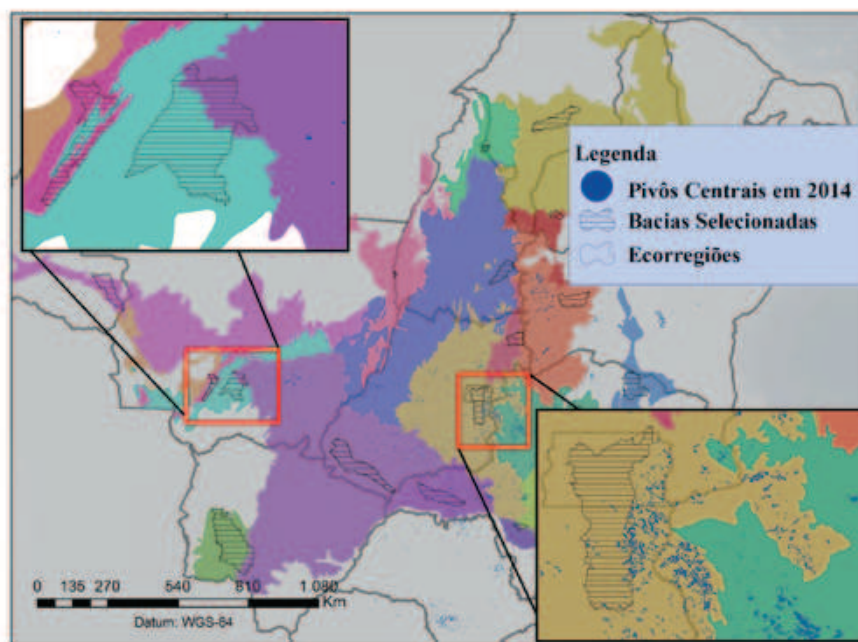 Legenda
Pivôs Centrais em 2014
Bacias Selecionadas
Ecorregiões
0 135 270 540 810 1.080
Km
Datum: WGS-84